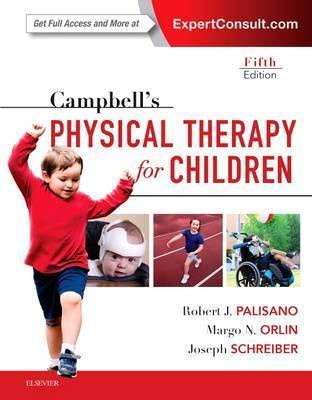 Get Full Access and More at
ExpertConsult.com
Fifth
Edition
Campbell's
PHYSICAL THERAPY
for CHILDREN
Robert J. PALISANO
Margo N. ORLIN
Joseph SCHREIBER
ELSEVIER